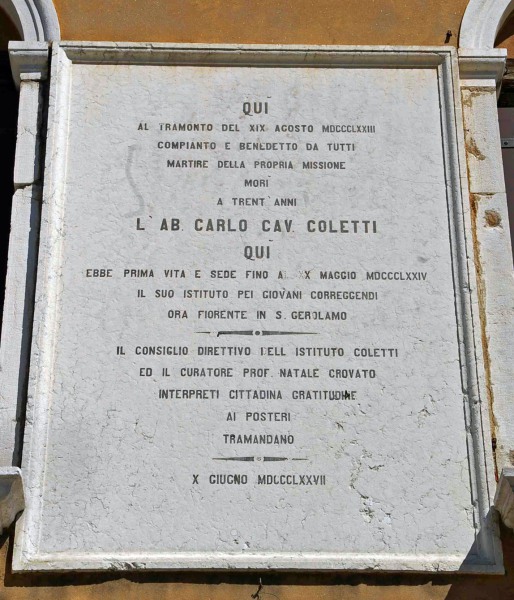 QUI
AL TRAMONTO DEL XIX AGOSTO MDCCCLXXIII
COMPIANTO E BENEDETTO DA TUTTI
MARTIRE DELLA PROPRIA MISSIONE
MORÌ
A TRENT'ANNI
L'AB. CARLO CAV. COLETTI
QUI
EBBE PRIMA VITA E SEDE FINO AL XX MAGGIO MDCCCLXXIV
IL SUO ISTITUTO PEI GIOVANI CORREGGENDI
ORA FIORENTE IN S. GEROLAMO
IL CONSIGLIO DIRETTIVO DELL ISTITUTO COLETTI
ED IL CURATORE PROF. NATALE CROVATO
INTERPRETI CITTADINA GRATITUDINE
AI POSTERI
TRAMANDANO
X GIUGNO MDCCCLXXVII